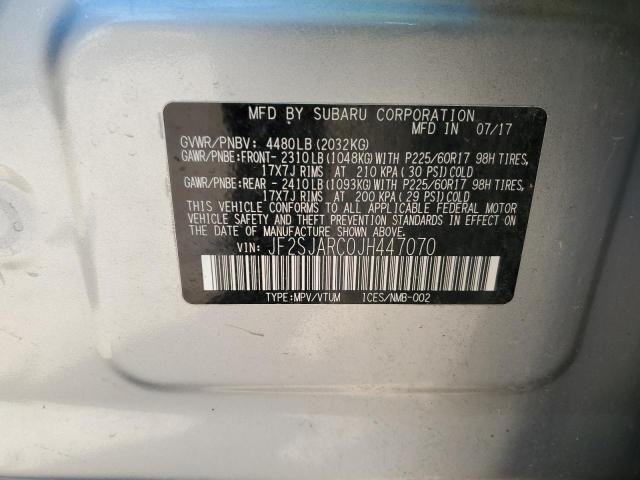 MFD BY SUBARU CORPORATION
MFD IN 07/17
GVWR/PNBV: 4480LB (2032KG)
GAWR/PNBE:FRONT- 2310LB (1048KG)WITH P225/60R17 98H TIRES,
17X7J RIMS AT 210 KPA ( 30 PSI)COLD
GAWR/PNBE:REAR - 2410LB (1093KG)WITH P225/60R17 98H TIRES,
17X7J RIMS AT 200 KPA (29 PSI)COLD
THIS VEHICLE CONFORMS TO ALL APPLICABLE FEDERAL MOTOR
VEHICLE SAFETY AND THEFT PREVENTION STANDARDS IN EFFECT
ON THE DATE OF MANUFACTURE SHOWN ABOVE.
VIN: JF2SJARC0JH447070
TYPE:MPV/VTUM ICES/NMB-002